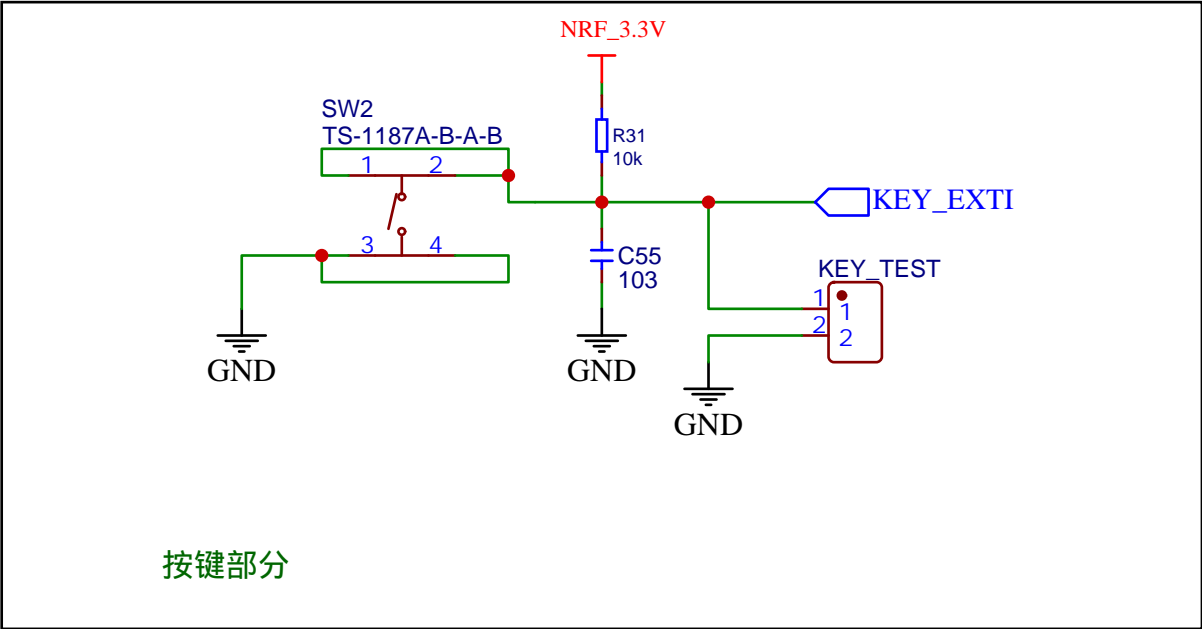 NRF_3.3V
SW2
TS-1187A-B-A-B
1 2
3 4
R31
10k
KEY_EXTI
C55
103
KEY_TEST
1 1
2 2
GND
GND
GND
按键部分